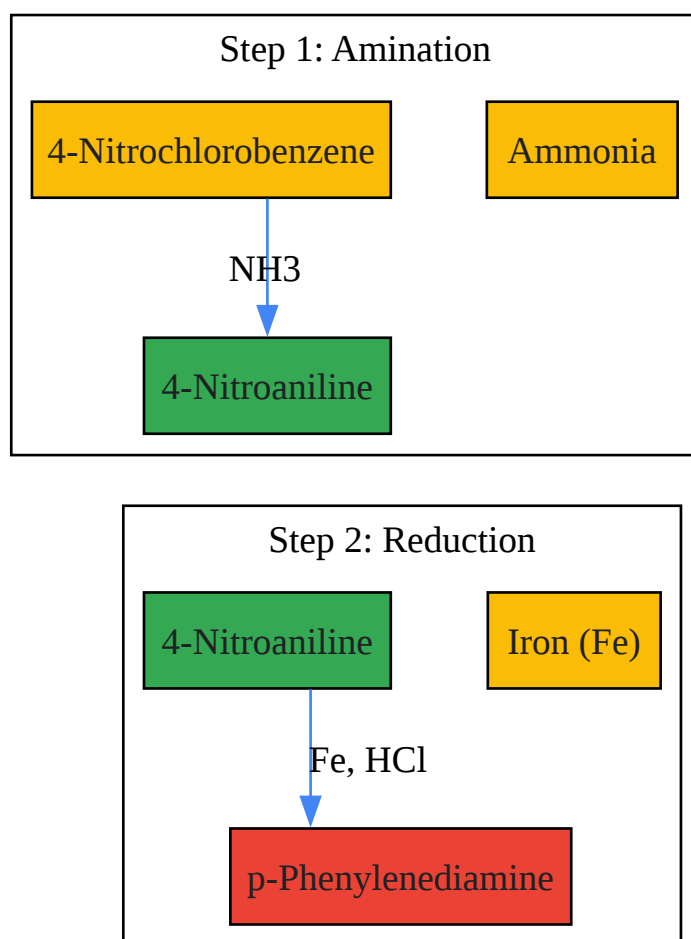 Step 1: Amination
4-Nitrochlorobenzene
Ammonia
NH3
4-Nitroaniline
Step 2: Reduction
4-Nitroaniline
Iron (Fe)
Fe, HCl
p-Phenylenediamine